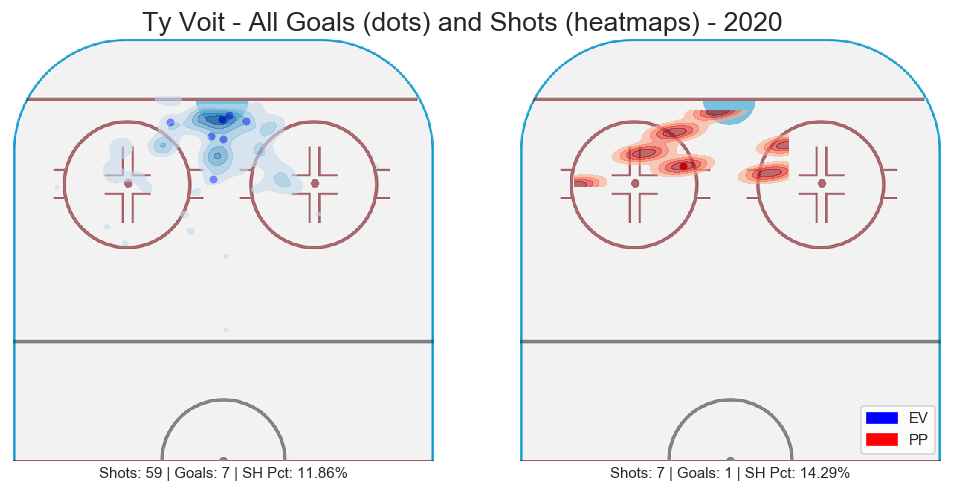 Ty Voit - All Goals (dots) and Shots (heatmaps) - 2020
EV
PP
Shots: 59 | Goals: 7 | SH Pct: 11.86%
Shots: 7 | Goals: 1 | SH Pct: 14.29%